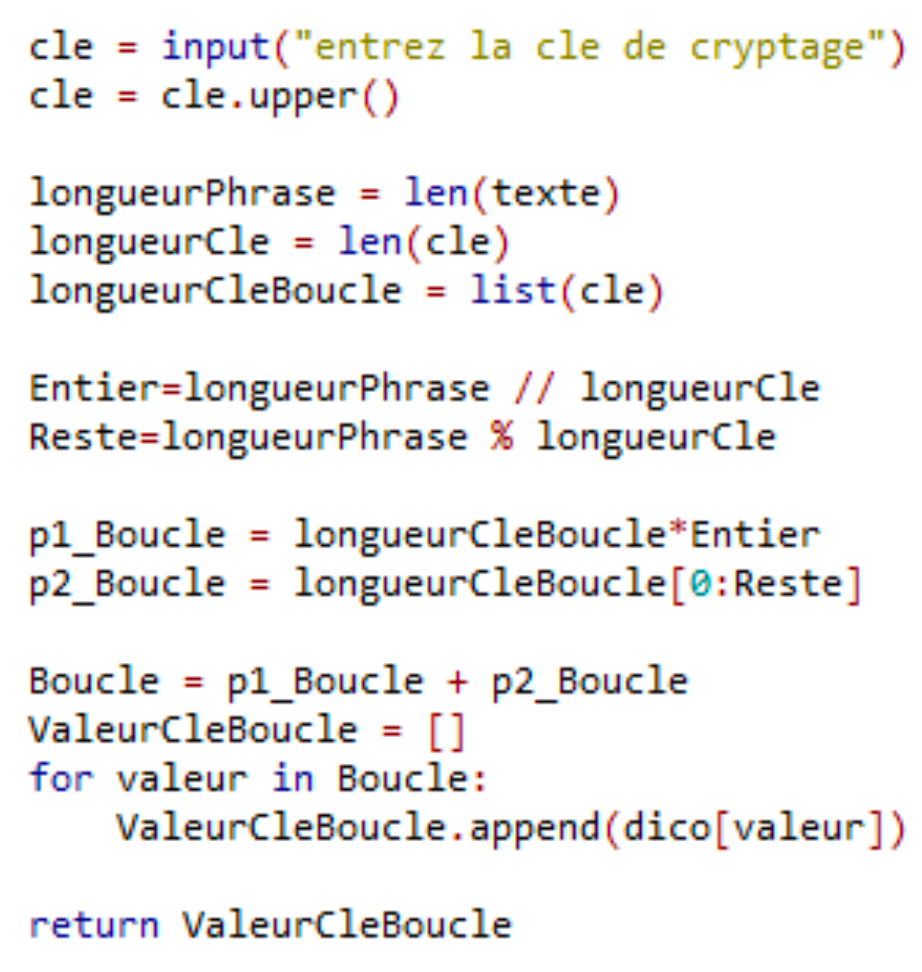 cle = input("entrez la cle de cryptage")
cle = cle.upper()
longueurPhrase = len(texte)
longueurCle = len(cle)
longueurCleBoucle = list(cle)
Entier=longueurPhrase // longueurCle
Reste=longueurPhrase % longueurCle
p1_Boucle = longueurCleBoucle*Entier
p2_Boucle = longueurCleBoucle[0:Reste]
Boucle = p1_Boucle + p2_Boucle
ValeurCleBoucle = []
for valeur in Boucle:
    ValeurCleBoucle.append(dico[valeur])
return ValeurCleBoucle